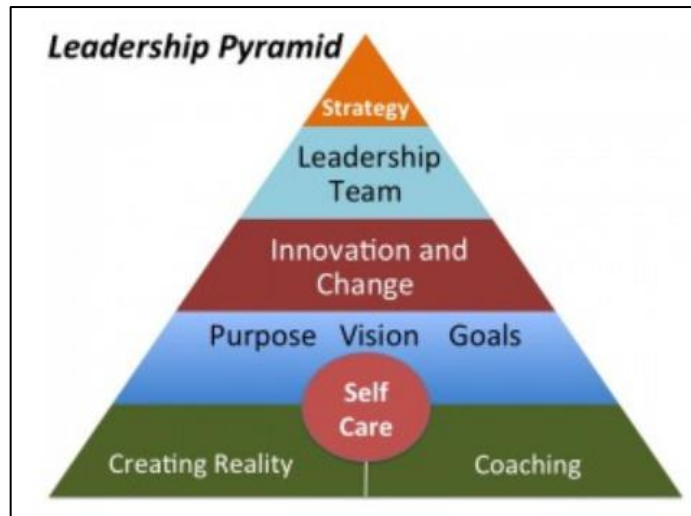 Leadership Pyramid
Strategy
Leadership
Team
Innovation and
Change
Purpose Vision Goals
Self
Care
Creating Reality
Coaching